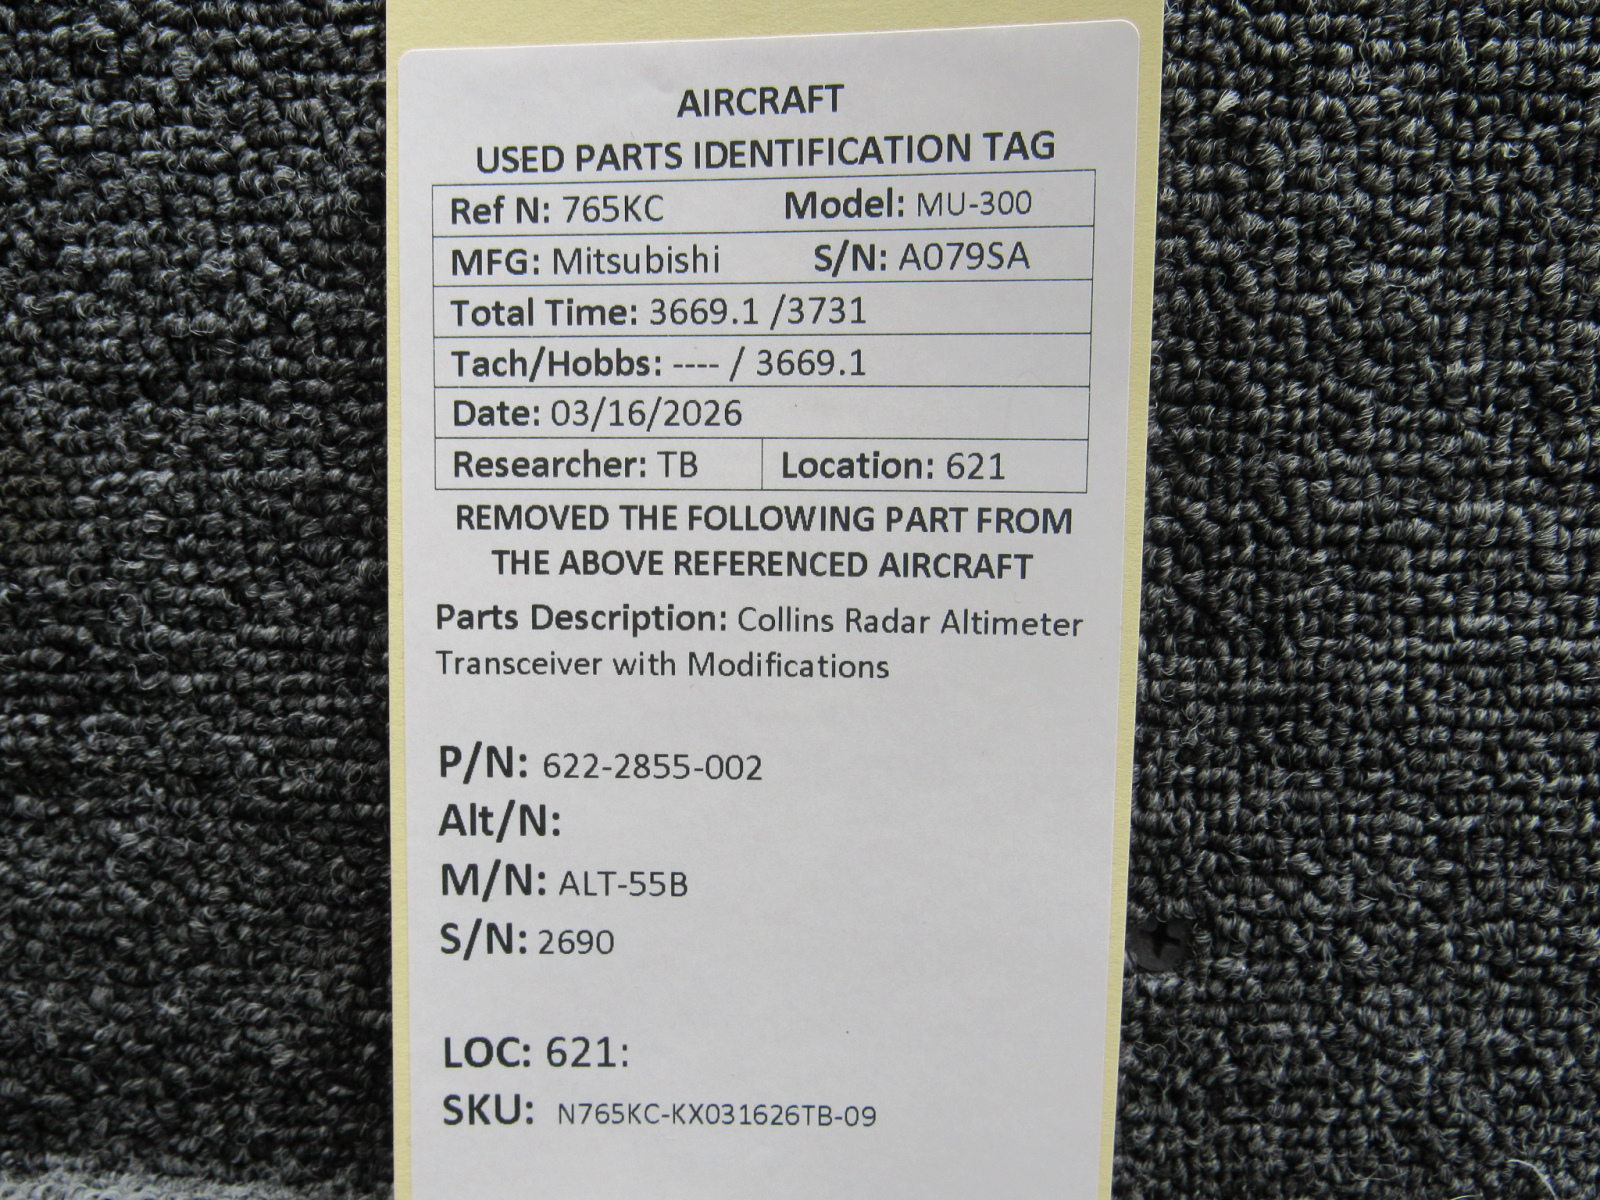 AIRCRAFT
USED PARTS IDENTIFICATION TAG
Ref N: 765KC Model: MU-300
MFG: Mitsubishi S/N: A079SA
Total Time: 3669.1 /3731
Tach/Hobbs: ---- / 3669.1
Date: 03/16/2026
Researcher: TB Location: 621
REMOVED THE FOLLOWING PART FROM
THE ABOVE REFERENCED AIRCRAFT
Parts Description: Collins Radar Altimeter
Transceiver with Modifications
P/N: 622-2855-002
Alt/N:
M/N: ALT-55B
S/N: 2690
LOC: 621:
SKU: N765KC-KX031626TB-09